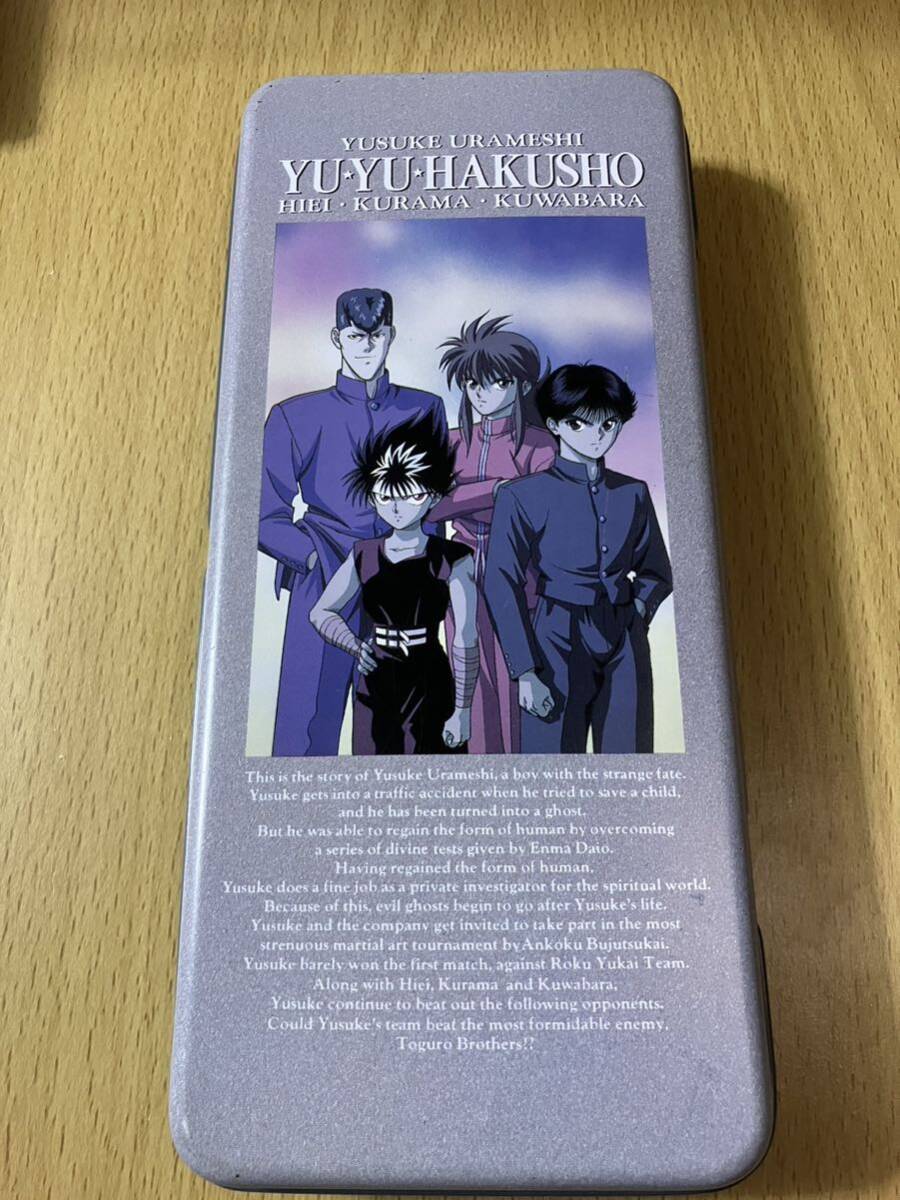 YUSUKE URAMESHI
YU★YU★HAKUSHO
HIEI・KURAMA・KUWABARA
This is the story of Yusuke Urameshi, a boy with the strange fate.
Yusuke gets into a traffic accident when he tried to save a child,
and he has been turned into a ghost.
But he was able to regain the form of human by overcoming
a series of divine tests given by Enma Daio.
Having regained the form of human,
Yusuke does a fine job as a private investigator for the spiritual world.
Because of this, evil ghosts begin to go after Yusuke's life.
Yustike and the company get invited to take part in the most
strenuous martial art tournament by Ankoku Bujutsukai.
Yusuke barely won the first match, against Roku Yukai Team.
Along with Hiei, Kurama and Kuwabara,
Yusuke continue to beat out the following opponents.
Could Yusuke's team beat the most formidable enemy,
Toguro Brothers!?